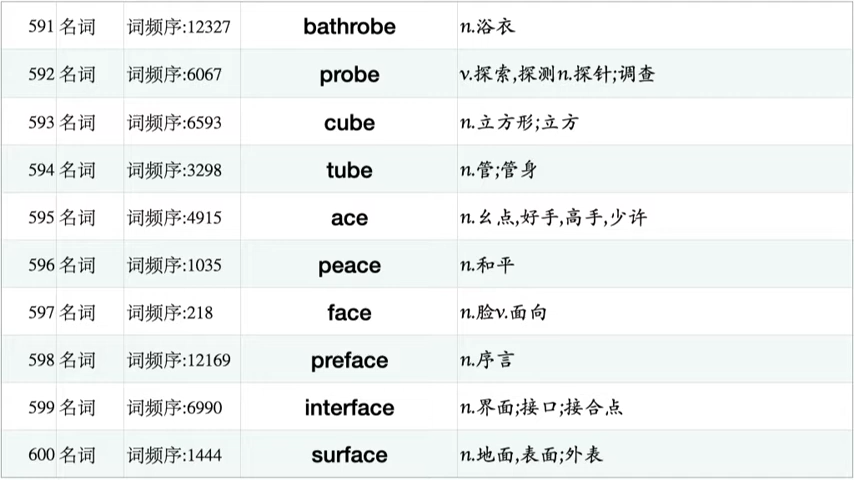 591 名词 词频序:12327 bathrobe n.浴衣
592 名词 词频序:6067 probe v.探索,探测n.探针;调查
593 名词 词频序:6593 cube n.立方形;立方
594 名词 词频序:3298 tube n.管;管身
595 名词 词频序:4915 ace n.幺点,好手,高手,少许
596 名词 词频序:1035 peace n.和平
597 名词 词频序:218 face n.脸v.面向
598 名词 词频序:12169 preface n.序言
599 名词 词频序:6990 interface n.界面;接口;接合点
600 名词 词频序:1444 surface n.地面,表面;外表